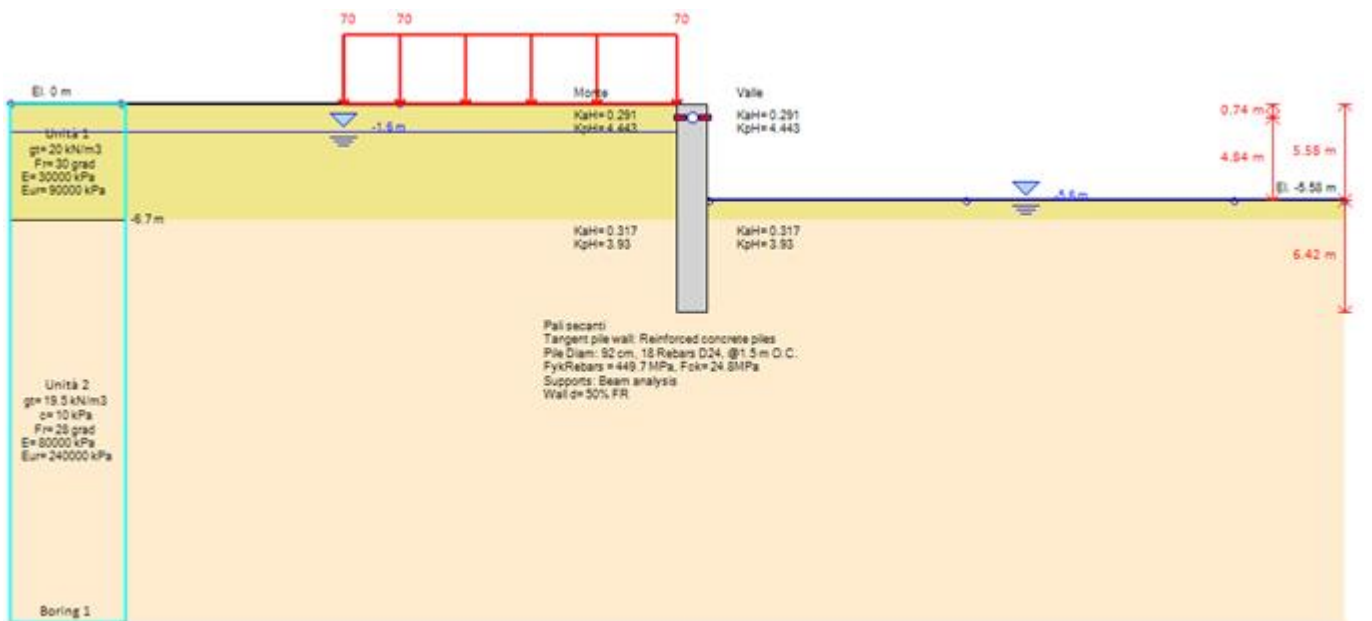 70
70
70
El. 0 m
Monte
Valle
KaH= 0.291
KpH= 4.443
KaH= 0.291
KpH= 4.443
0.74 m
-1.6 m
Unità 1
gt= 20 kN/m3
Fr= 30 grad
E= 30000 kPa
Eur= 90000 kPa
4.84 m
5.58 m
El. -5.58 m
-5.6 m
-6.7 m
KaH= 0.317
KpH= 3.93
KaH= 0.317
KpH= 3.93
6.42 m
Pali secanti
Tangent pile wall: Reinforced concrete piles
Pile Diam: 92 cm, 18 Rebars D24, @1.5 m O.C.
FykRebars = 449.7 MPa, Fck= 24.8MPa
Supports: Beam analysis
Wall d= 50% FR
Unità 2
gt= 19.5 kN/m3
c= 10 kPa
Fr= 28 grad
E= 80000 kPa
Eur= 240000 kPa
Boring 1